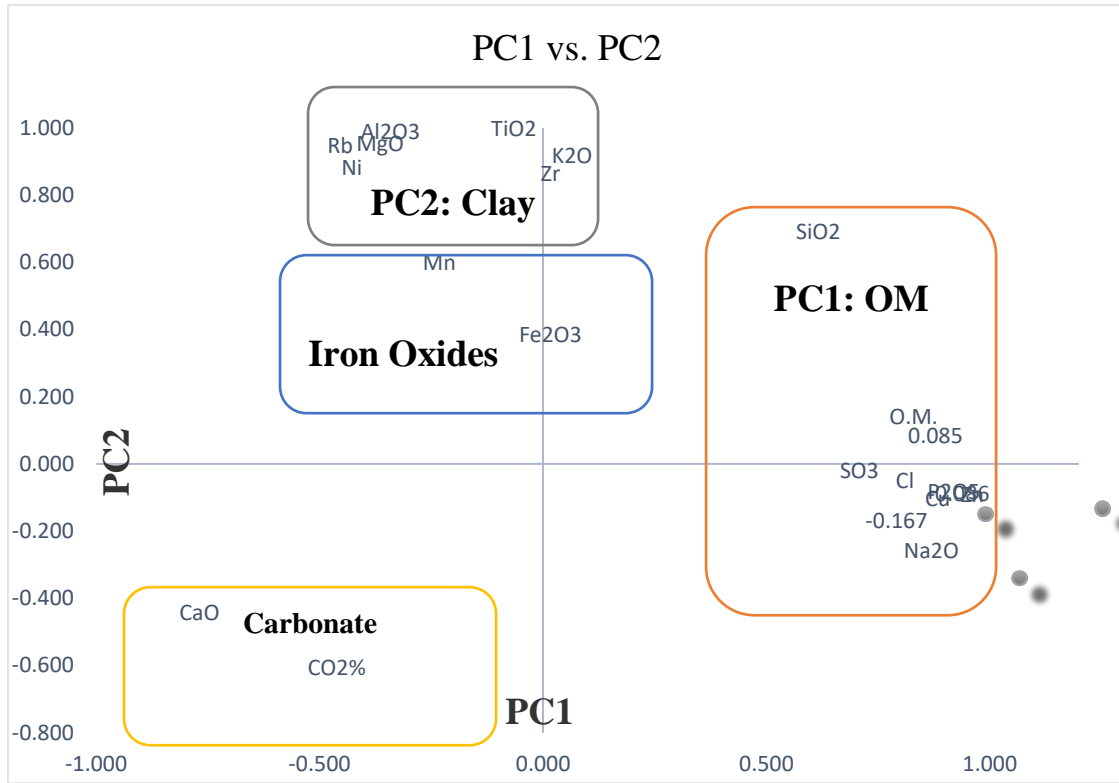 PC1 vs. PC2
1.000
Al2O3
TiO2
Rb
MgO
K2O
Ni
Zr
0.800
PC2: Clay
SiO2
0.600
Mn
PC1: OM
0.400
Fe2O3
Iron Oxides
0.200
O.M.
0.085
0.000
PC2
SO3
Cl
P2O5
Cu
Zn
-0.167
-0.200
Na2O
-0.400
CaO
Carbonate
-0.600
CO2%
PC1
-0.800
-1.000
-0.500
0.000
0.500
1.000